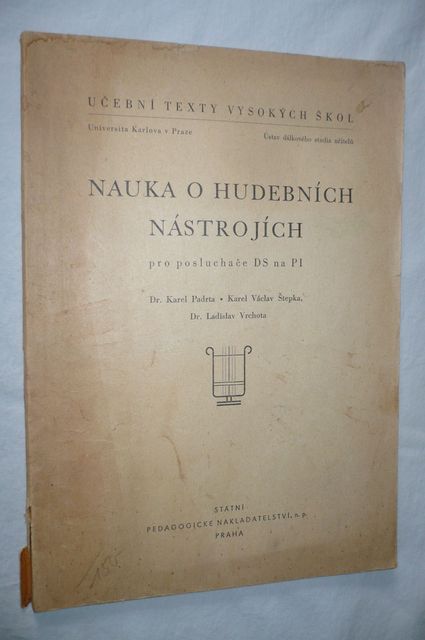 UČEBNÍ TEXTY VYSOKÝCH ŠKOL
Universita Karlova v Praze Ústav dálkového studia učitelů
NAUKA O HUDEBNÍCH
NÁSTROJÍCH
pro posluchače DS na PI
Dr. Karel Padrta • Karel Václav Štepka,
Dr. Ladislav Vrchota
STÁTNÍ
PEDAGOGICKÉ NAKLADATELSTVÍ, n. p.
PRAHA